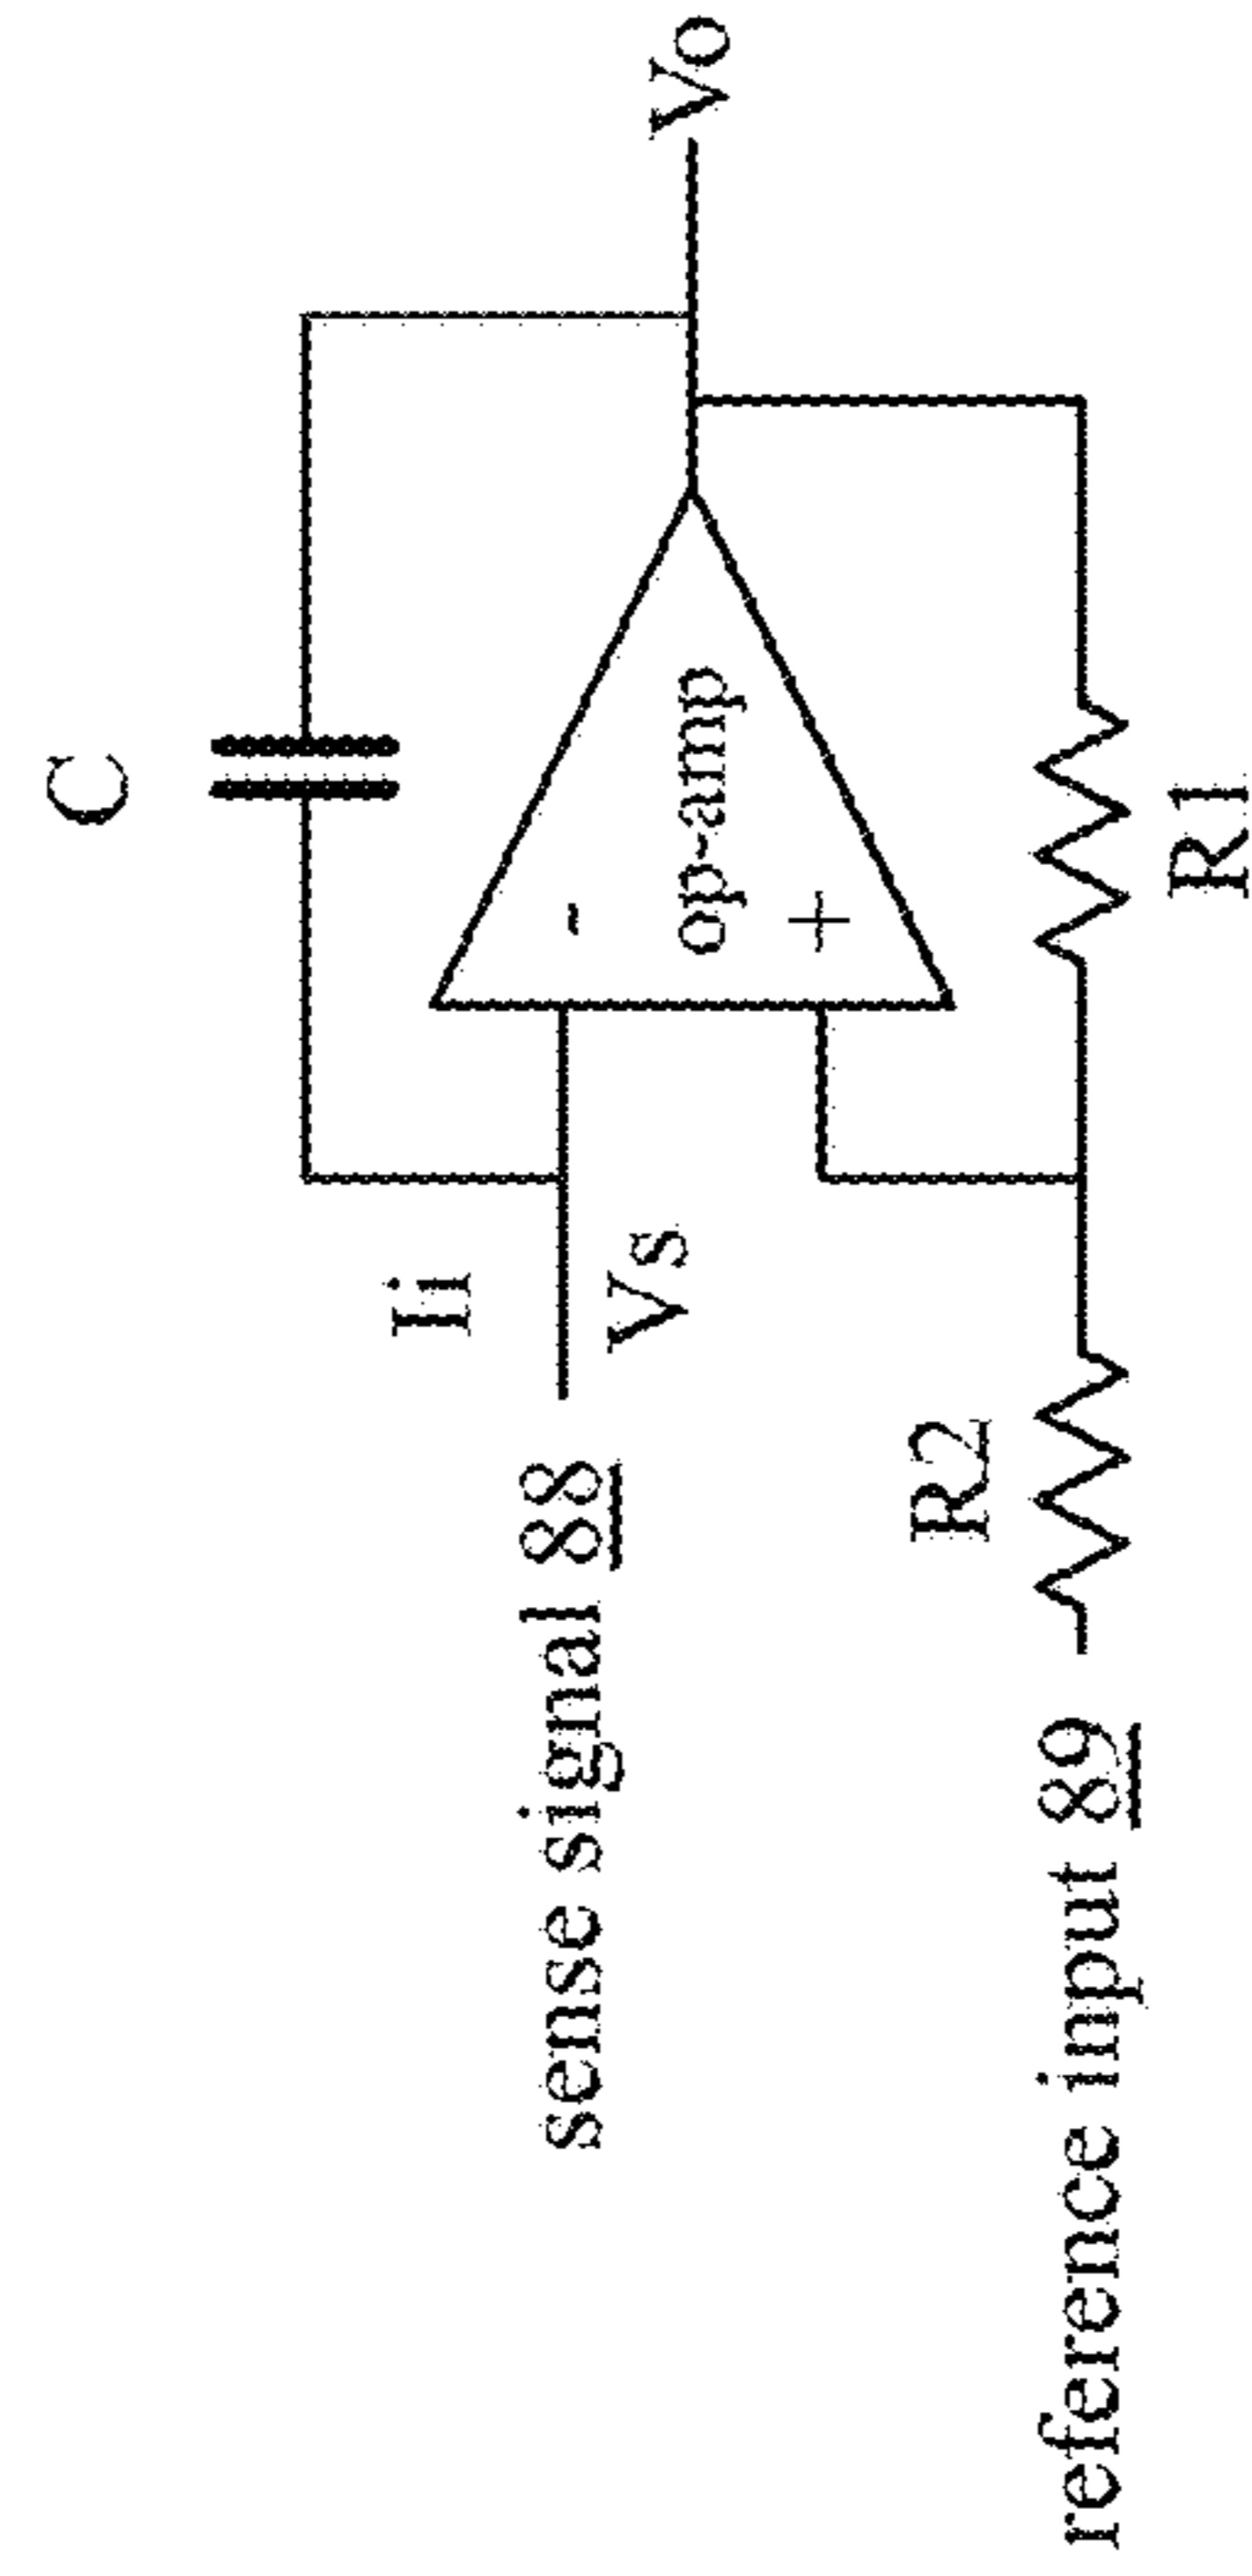 C
Ii
Vs
Vo
-
op-amp
+
sense signal 88
R2
R1
reference input 89